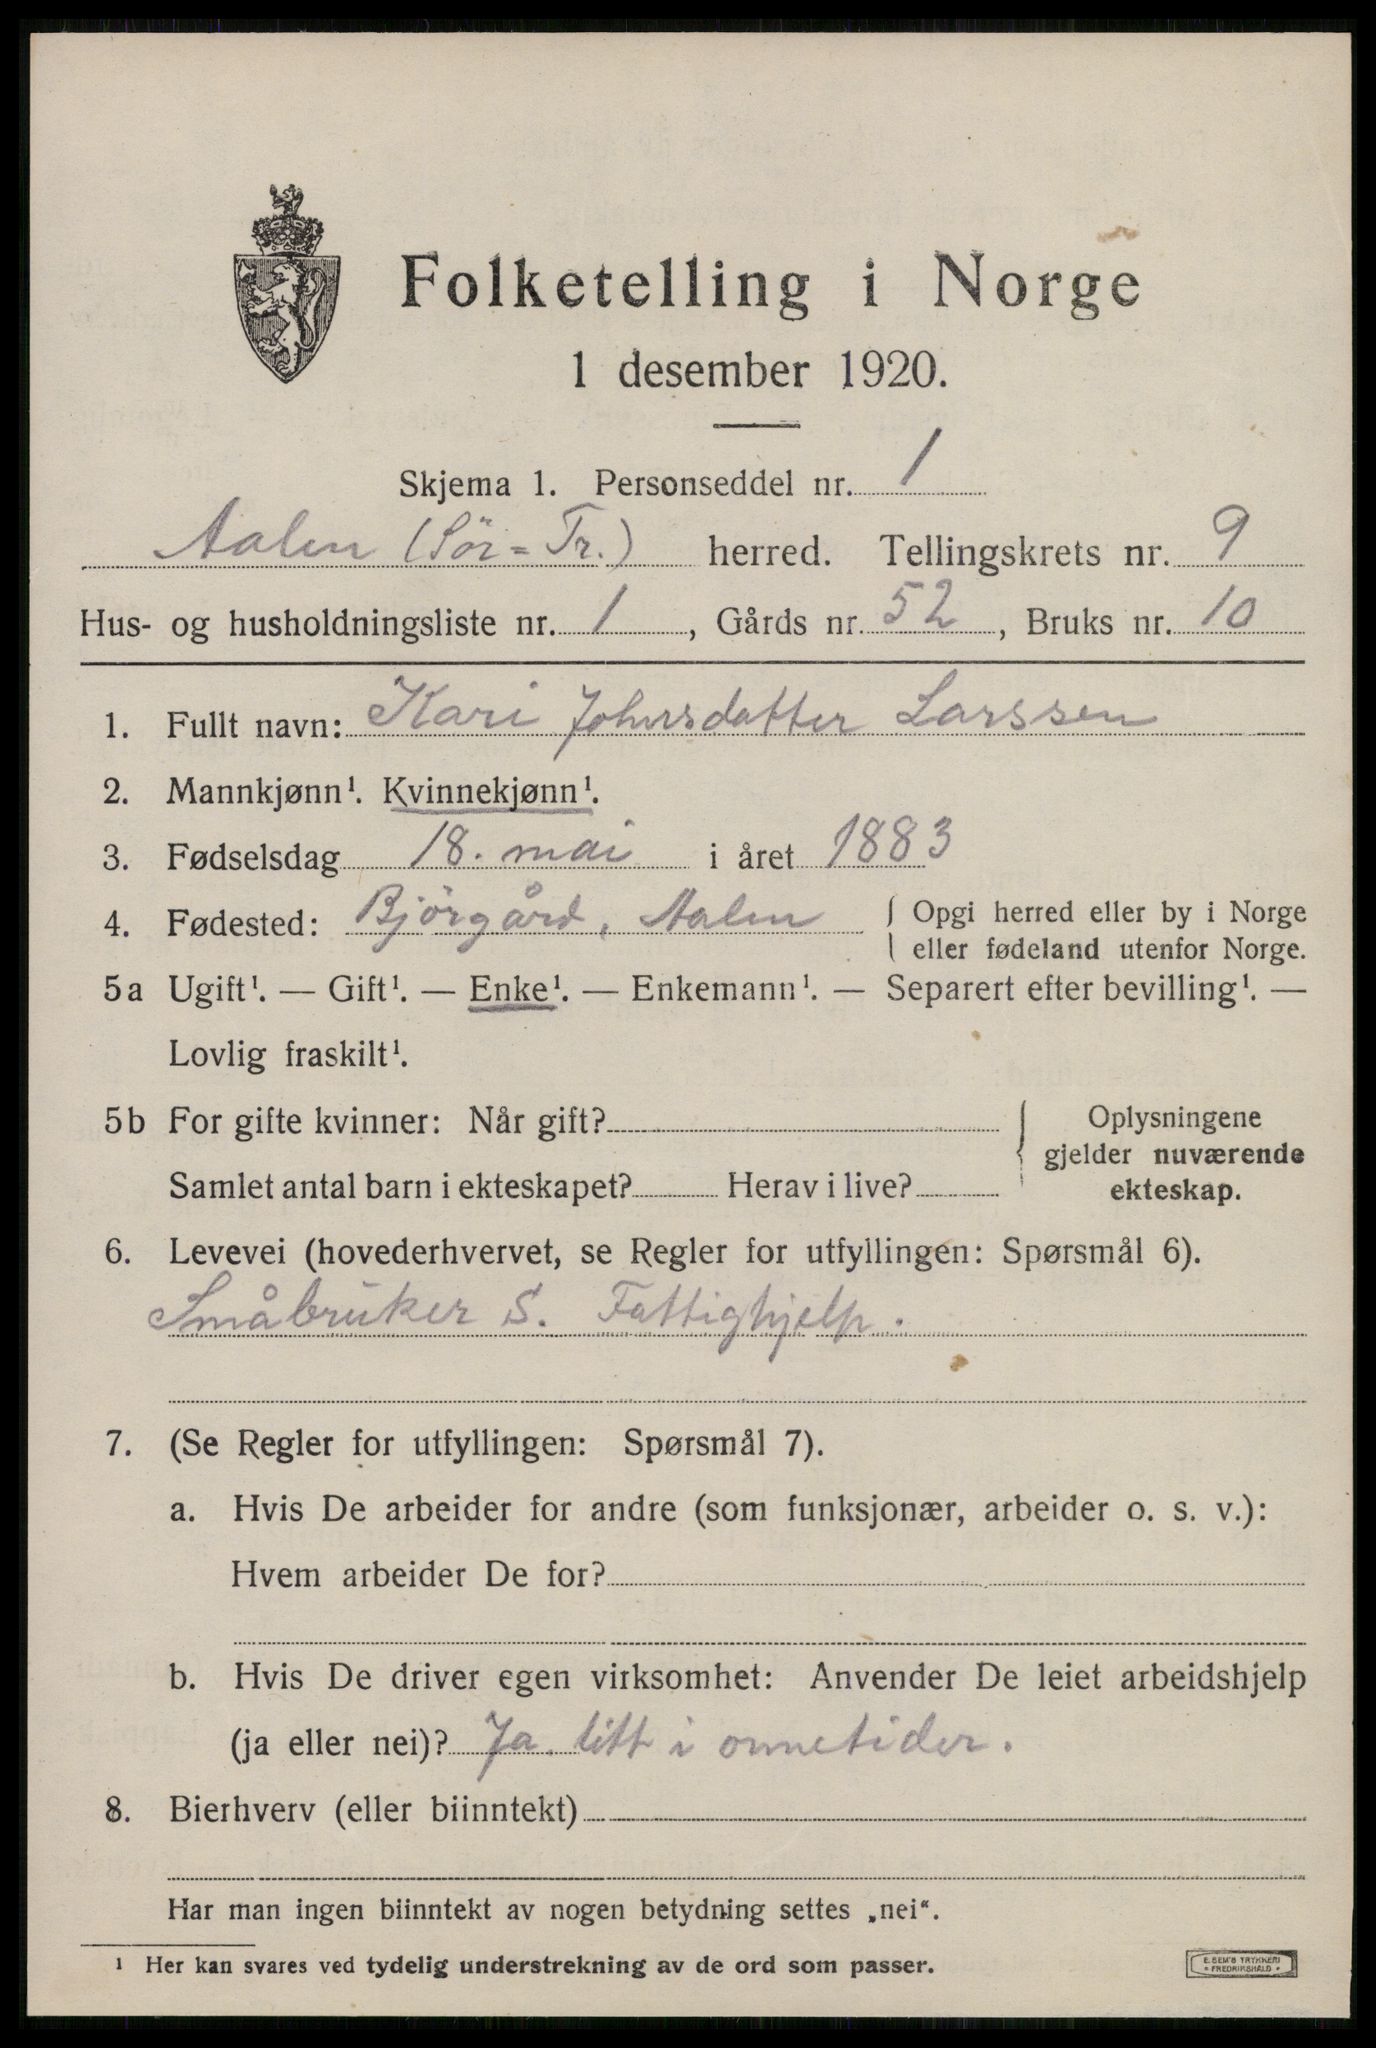 Folketelling i Norge
1 desember 1920.
Skjema 1. Personseddel nr. 1
Aalen (Sör=Tr.) herred. Tellingskrets nr. 9
Hus- og husholdningsliste nr. 1, Gårds nr. 52, Bruks nr. 10
1. Fullt navn: Kari Johnsdatter Larssen
2. Mannkjønn¹. Kvinnekjønn¹.
3. Fødselsdag 18. mai i året 1883
4. Fødested: Bjørgård, Aalen { Opgi herred eller by i Norge
eller fødeland utenfor Norge.
5a Ugift¹. — Gift¹. — Enke¹. — Enkemann¹. — Separert efter bevilling¹. —
Lovlig fraskilt¹.
5b For gifte kvinner: Når gift? Oplysningene
gjelder nuværende
Samlet antal barn i ekteskapet? Herav i live? ekteskap.
6. Levevei (hovederhvervet, se Regler for utfyllingen: Spørsmål 6).
Småbruker S. Fattighjelp.
7. (Se Regler for utfyllingen: Spørsmål 7).
a. Hvis De arbeider for andre (som funksjonær, arbeider o. s. v.):
Hvem arbeider De for?
b. Hvis De driver egen virksomhet: Anvender De leiet arbeidshjelp
(ja eller nei)? Ja. litt i onnetider.
8. Bierhverv (eller biinntekt)
Har man ingen biinntekt av nogen betydning settes „nei“.
¹ Her kan svares ved tydelig understrekning av de ord som passer.
E. SEM'S TRYKKERI
• FREDRIKSHALD •